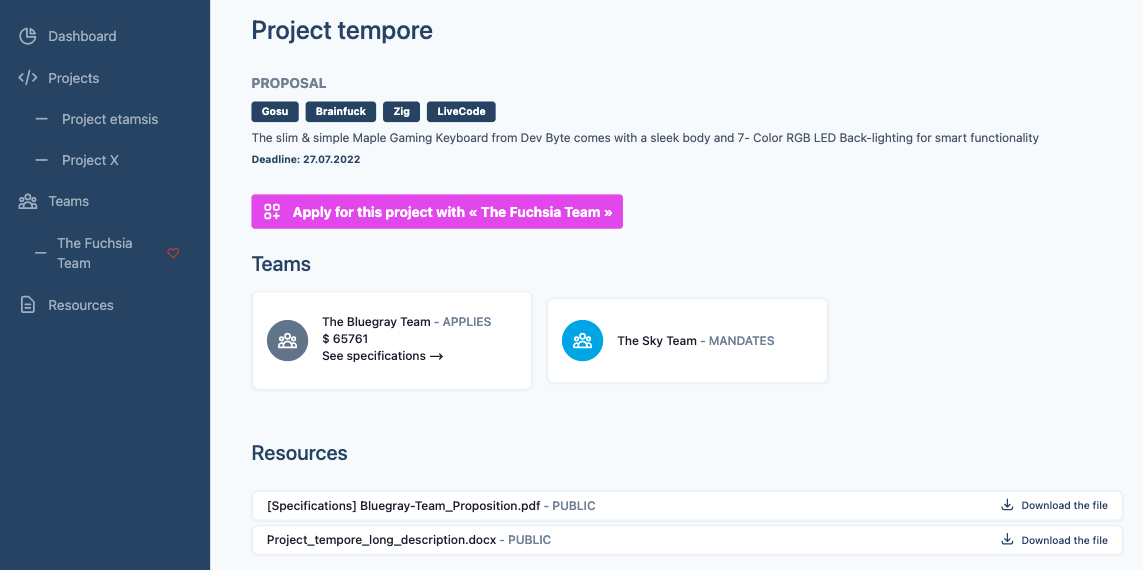 Dashboard
Projects
Project etamsis
Project X
Teams
The Fuchsia
Team
Resources
Project tempore
PROPOSAL
Gosu Brainfuck Zig LiveCode
The slim & simple Maple Gaming Keyboard from Dev Byte comes with a sleek body and 7- Color RGB LED Back-lighting for smart functionality
Deadline: 27.07.2022
Apply for this project with « The Fuchsia Team »
Teams
The Bluegray Team - APPLIES
$ 65761
See specifications →
The Sky Team - MANDATES
Resources
[Specifications] Bluegray-Team_Proposition.pdf - PUBLIC Download the file
Project_tempore_long_description.docx - PUBLIC Download the file